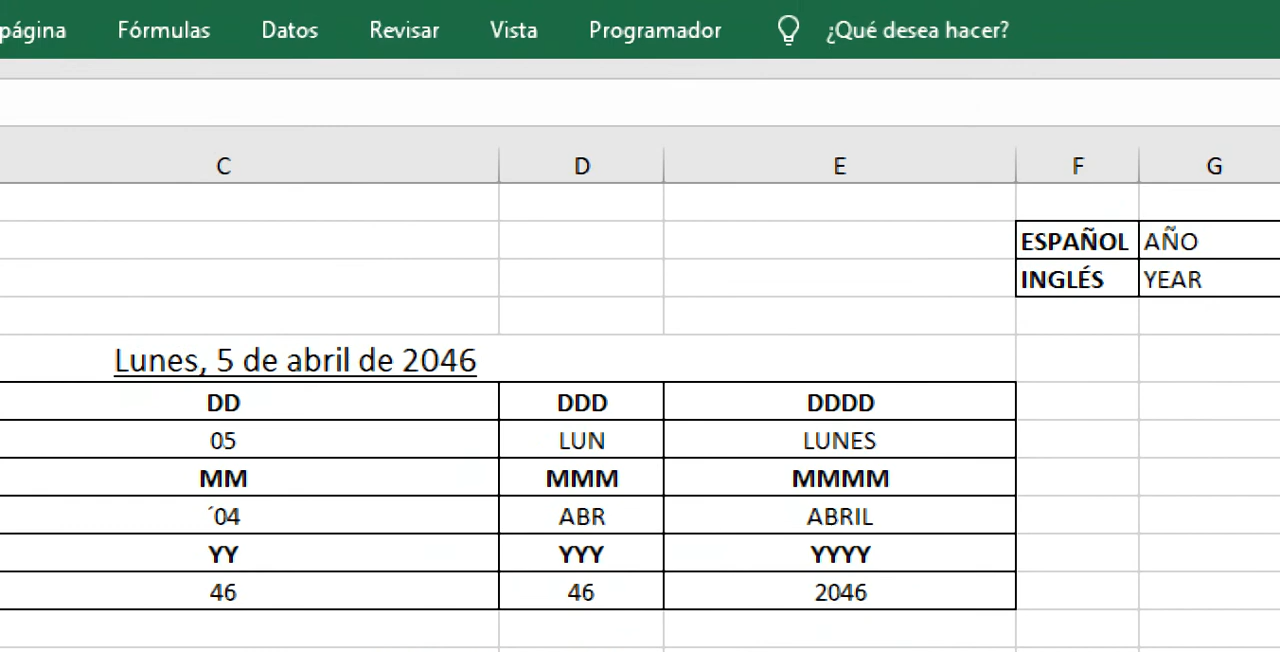 página Fórmulas Datos Revisar Vista Programador ¿Qué desea hacer?
C D E F G
ESPAÑOL AÑO
INGLÉS YEAR
Lunes, 5 de abril de 2046
DD DDD DDDD
05 LUN LUNES
MM MMM MMMM
´04 ABR ABRIL
YY YYY YYYY
46 46 2046